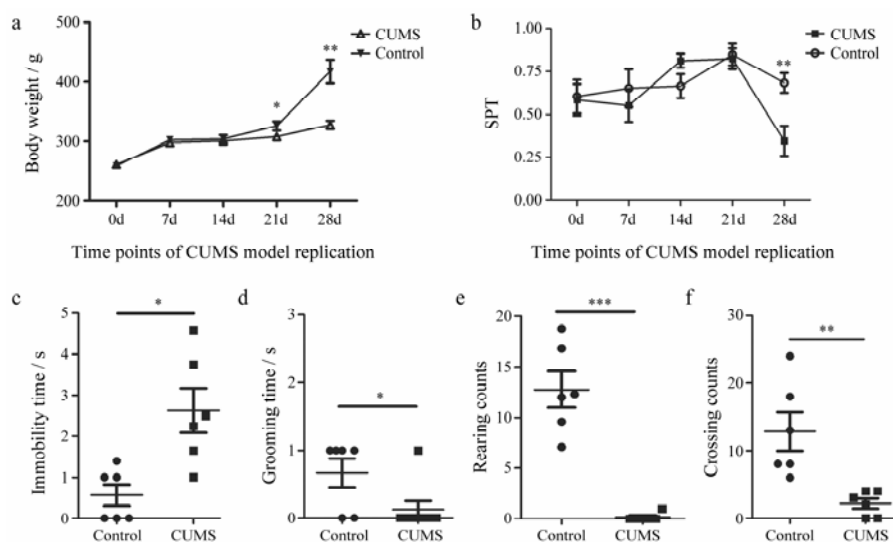 a
500
400
300
200
Body weight / g
CUMS
Control
*
**
0d 7d 14d 21d 28d
Time points of CUMS model replication
b
1.00
0.75
0.50
0.25
0.00
SPT
CUMS
Control
**
0d 7d 14d 21d 28d
Time points of CUMS model replication
c
5
4
3
2
1
0
Immobility time / s
*
Control CUMS
d
3
2
1
0
Grooming time / s
*
Control CUMS
e
20
15
10
5
0
Rearing counts
***
Control CUMS
f
30
20
10
0
Crossing counts
**
Control CUMS